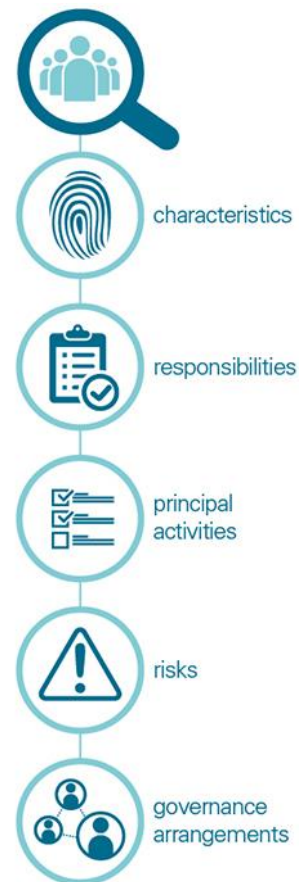 characteristics
responsibilities
principal
activities
risks
governance
arrangements